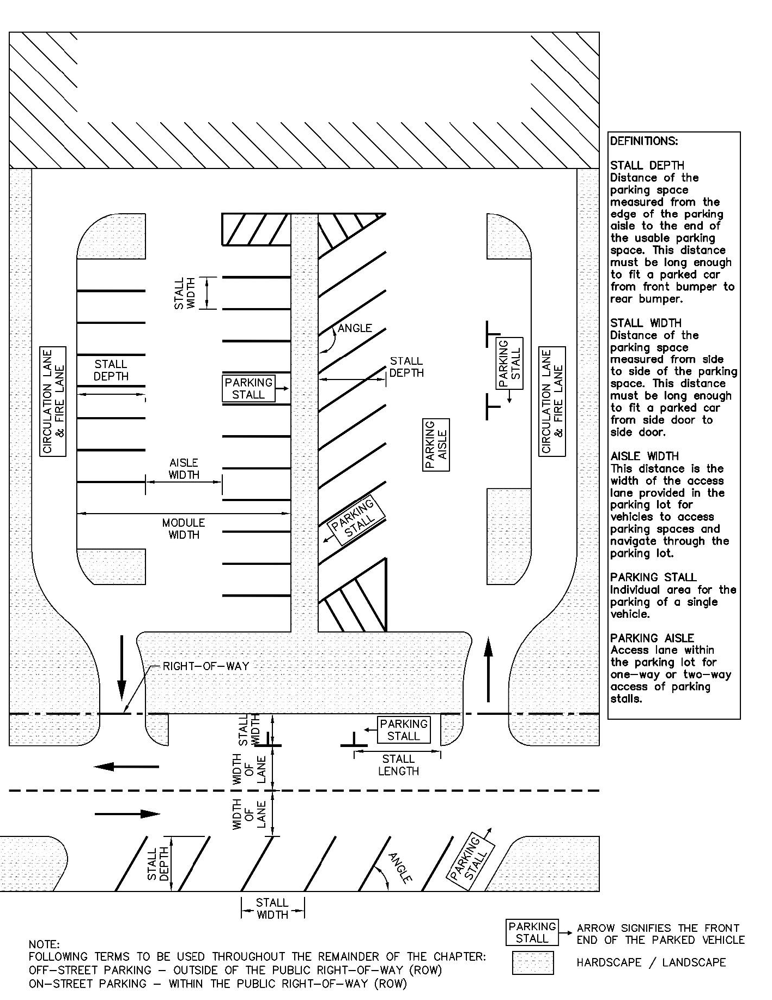 DEFINITIONS:
STALL DEPTH
Distance of the
parking space
measured from the
edge of the parking
aisle to the end of
the usable parking
space. This distance
must be long enough
to fit a parked car
from front bumper to
rear bumper.
STALL WIDTH
Distance of the
parking space
measured from side
to side of the parking
space. This distance
must be long enough
to fit a parked car
from side door to
side door.
AISLE WIDTH
This distance is the
width of the access
lane provided in the
parking lot for
vehicles to access
parking spaces and
navigate through the
parking lot.
PARKING STALL
Individual area for the
parking of a single
vehicle.
PARKING AISLE
Access lane within
the parking lot for
one-way or two-way
access of parking
stalls.
STALL
WIDTH
ANGLE
CIRCULATION LANE
& FIRE LANE
STALL
DEPTH
PARKING
STALL
STALL
DEPTH
PARKING
STALL
CIRCULATION LANE
& FIRE LANE
PARKING
AISLE
AISLE
WIDTH
PARKING
STALL
MODULE
WIDTH
RIGHT-OF-WAY
STALL
WIDTH
PARKING
STALL
WIDTH
OF
LANE
STALL
LENGTH
WIDTH
OF
LANE
STALL
DEPTH
ANGLE
PARKING
STALL
STALL
WIDTH
PARKING
STALL
ARROW SIGNIFIES THE FRONT
END OF THE PARKED VEHICLE
HARDSCAPE / LANDSCAPE
NOTE:
FOLLOWING TERMS TO BE USED THROUGHOUT THE REMAINDER OF THE CHAPTER:
OFF-STREET PARKING - OUTSIDE OF THE PUBLIC RIGHT-OF-WAY (ROW)
ON-STREET PARKING - WITHIN THE PUBLIC RIGHT-OF-WAY (ROW)